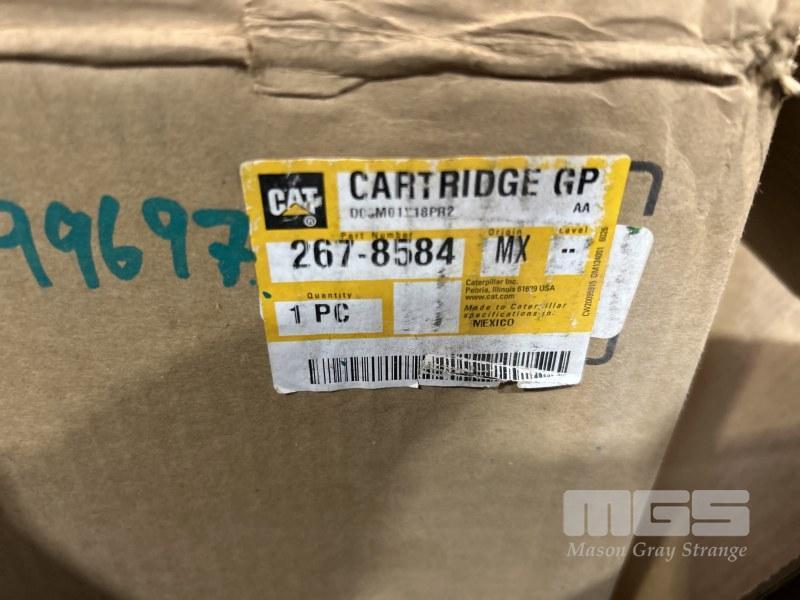 99697
CAT®
CARTRIDGE GP
AA
Part Number
Origin
Level
267-8584
MX
--
Quantity
1 PC
Caterpillar Inc.
Peoria, Illinois 61629 USA
www.cat.com
Made to Caterpillar
specifications in:
MEXICO
MGS
Mason Gray Strange